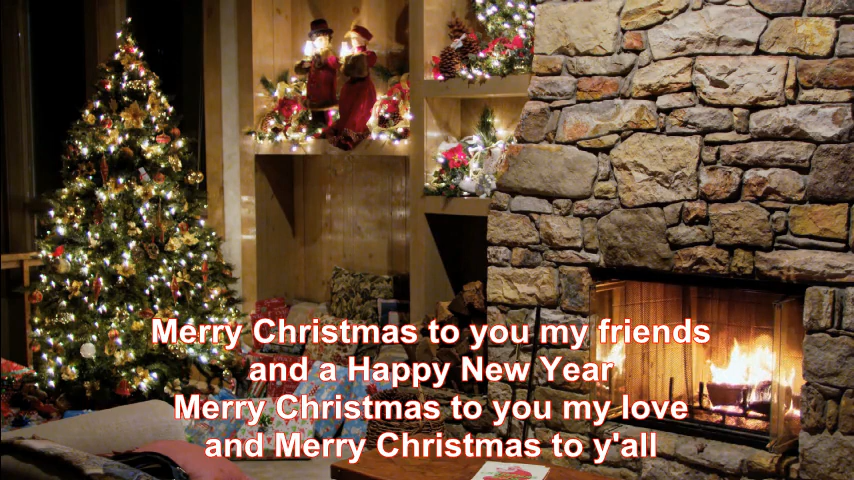 Merry Christmas to you my friends
and a Happy New Year
Merry Christmas to you my love
and Merry Christmas to y'all